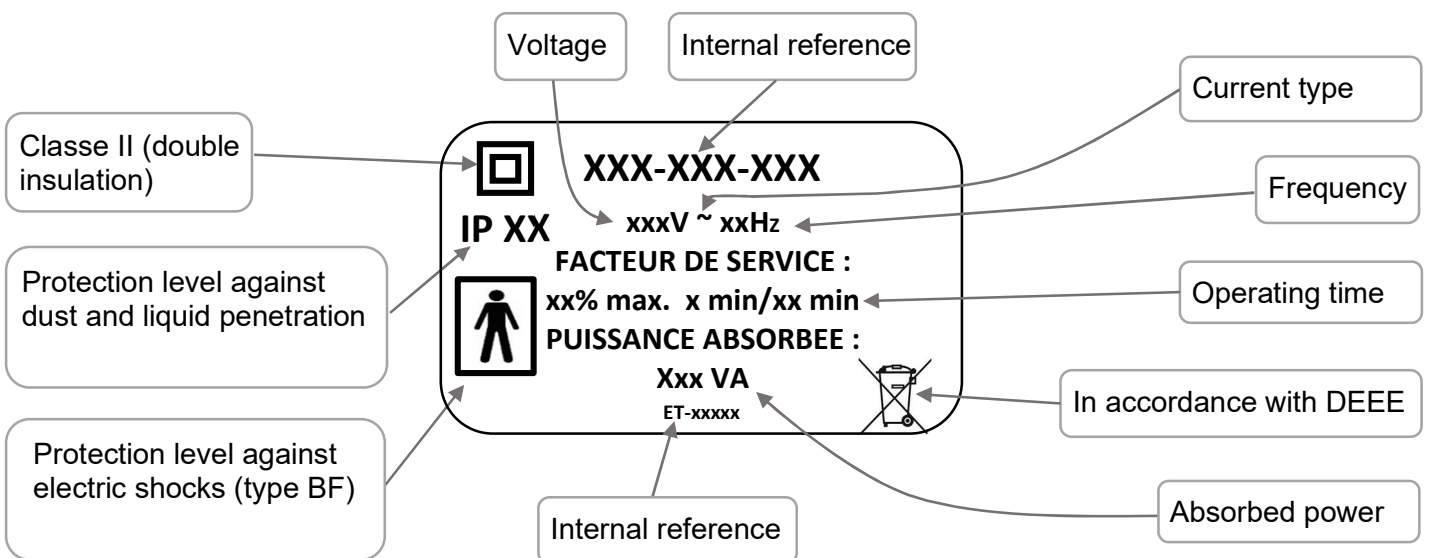 Voltage
Internal reference
Current type
Classe II (double
insulation)
XXX-XXX-XXX
Frequency
IP XX
xxxV ~ xxHz
FACTEUR DE SERVICE :
Protection level against
dust and liquid penetration
xx% max. x min/xx min
Operating time
PUISSANCE ABSORBEE :
Xxx VA
In accordance with DEEE
ET-xxxxx
Protection level against
electric shocks (type BF)
Internal reference
Absorbed power